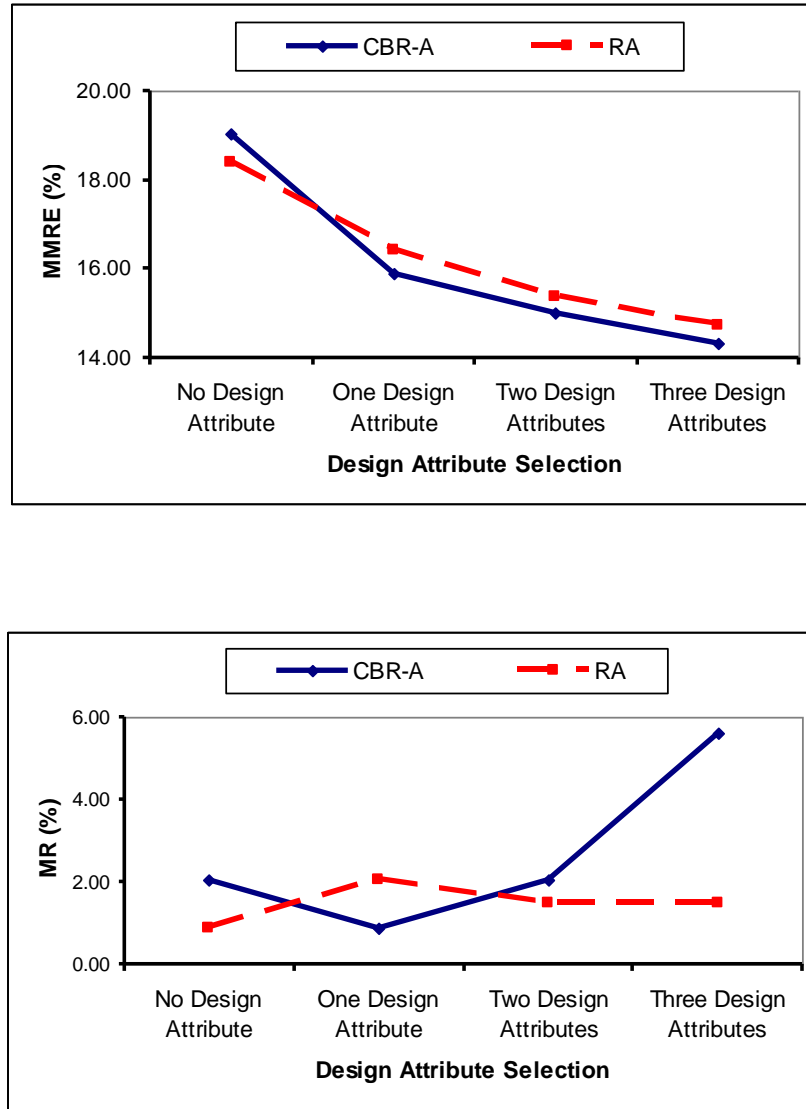 CBR-A RA
20.00
18.00
16.00
14.00
MMRE (%)
No Design One Design Two Design Three Design
Attribute Attribute Attributes Attributes
Design Attribute Selection
CBR-A RA
6.00
4.00
2.00
0.00
MR (%)
No Design One Design Two Design Three Design
Attribute Attribute Attributes Attributes
Design Attribute Selection